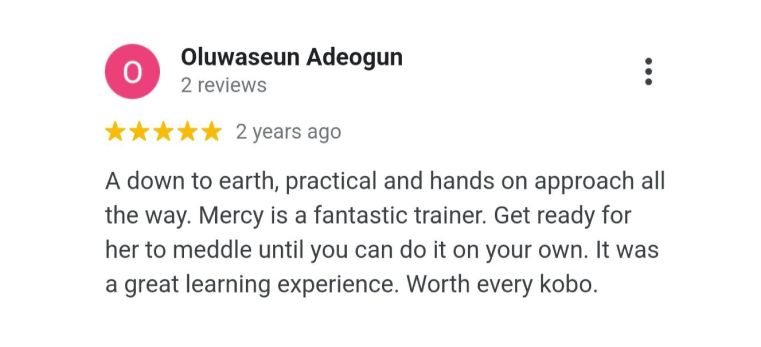 O
Oluwaseun Adeogun
2 reviews
2 years ago
A down to earth, practical and hands on approach all
the way. Mercy is a fantastic trainer. Get ready for
her to meddle until you can do it on your own. It was
a great learning experience. Worth every kobo.